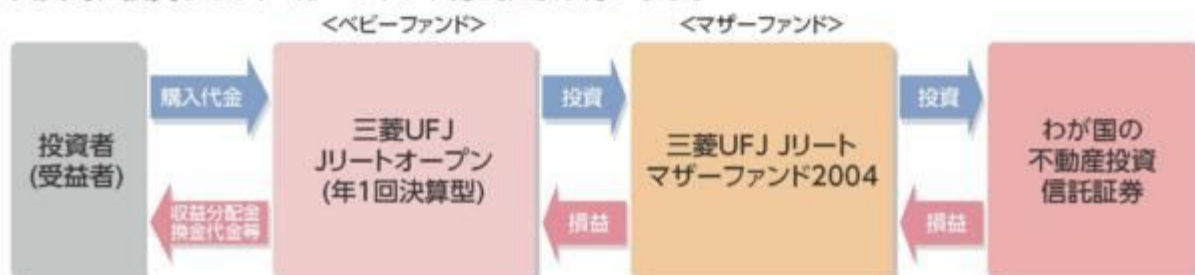 <ベビーファンド>
<マザーファンド>
投資者
(受益者)
購入代金
収益分配金
換金代金等
三菱UFJ
Jリートオープン
(年1回決算型)
投資
損益
三菱UFJ Jリート
マザーファンド2004
投資
損益
わが国の
不動産投資
信託証券